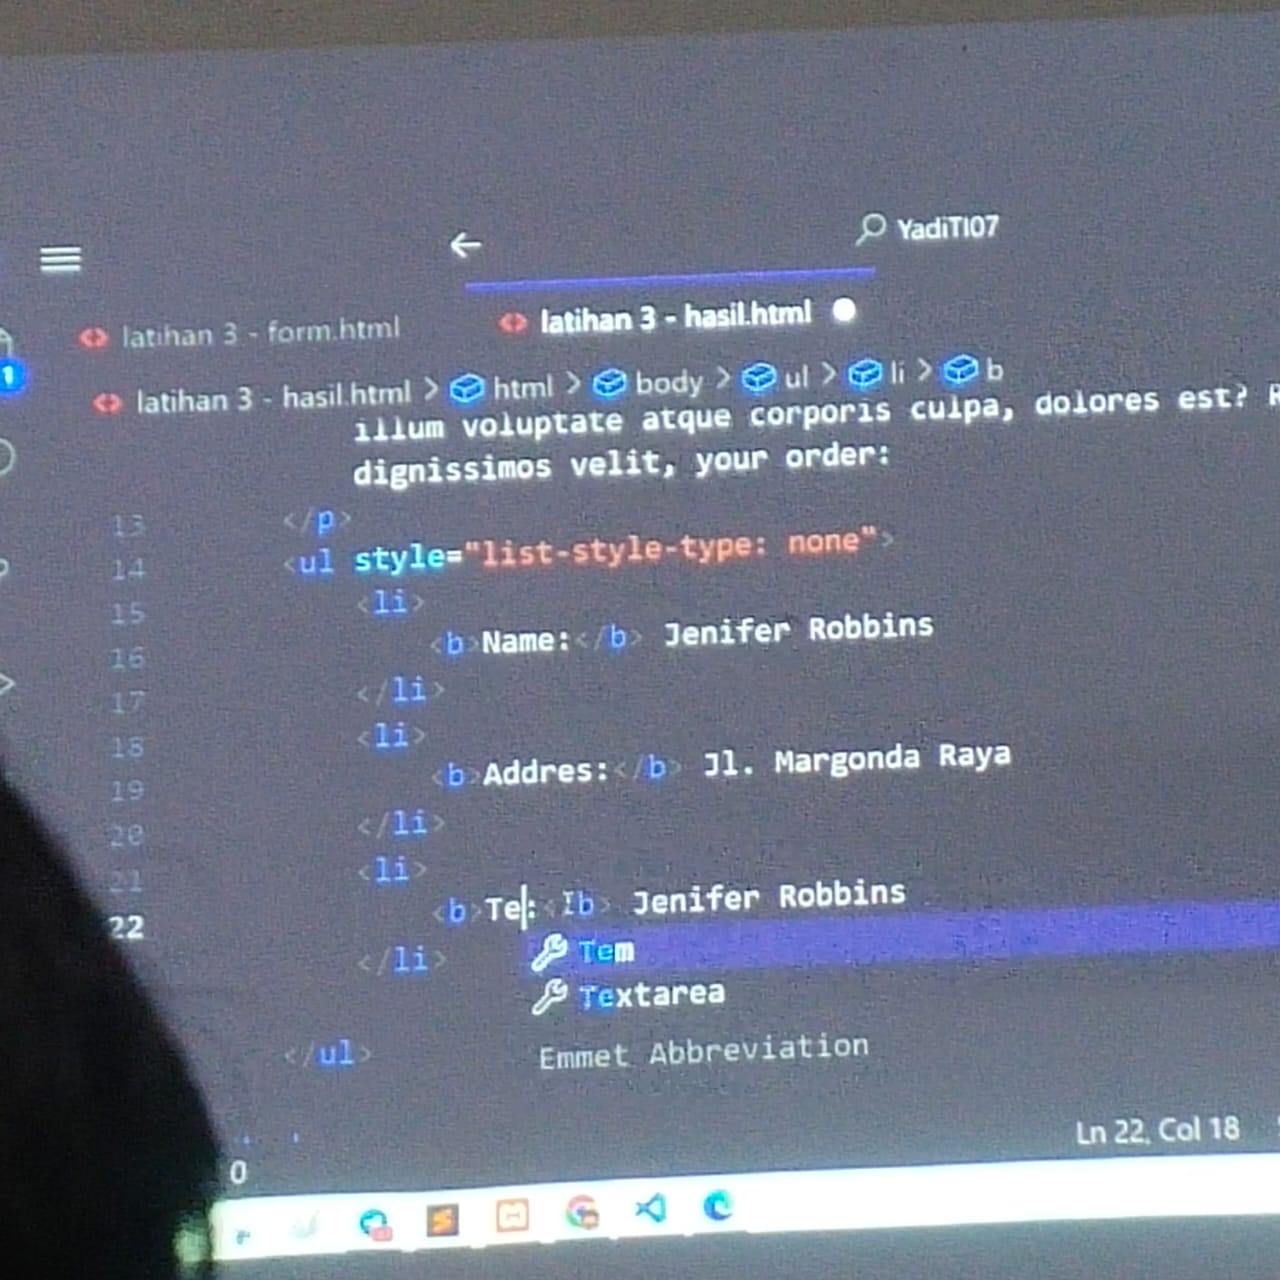 YadiTI07
latihan 3 - form.html
latihan 3 - hasil.html
1
latihan 3 - hasil.html > html > body > ul > li > b
illum voluptate atque corporis culpa, dolores est? R
dignissimos velit, your order:
13 </p>
14 <ul style="list-style-type: none">
15 <li>
16 <b>Name:</b> Jenifer Robbins
17 </li>
18 <li>
19 <b>Addres:</b> Jl. Margonda Raya
20 </li>
21 <li>
22 <b>Te:</b> Jenifer Robbins
Tem
</li>
Textarea
</ul>
Emmet Abbreviation
Ln 22, Col 18
0